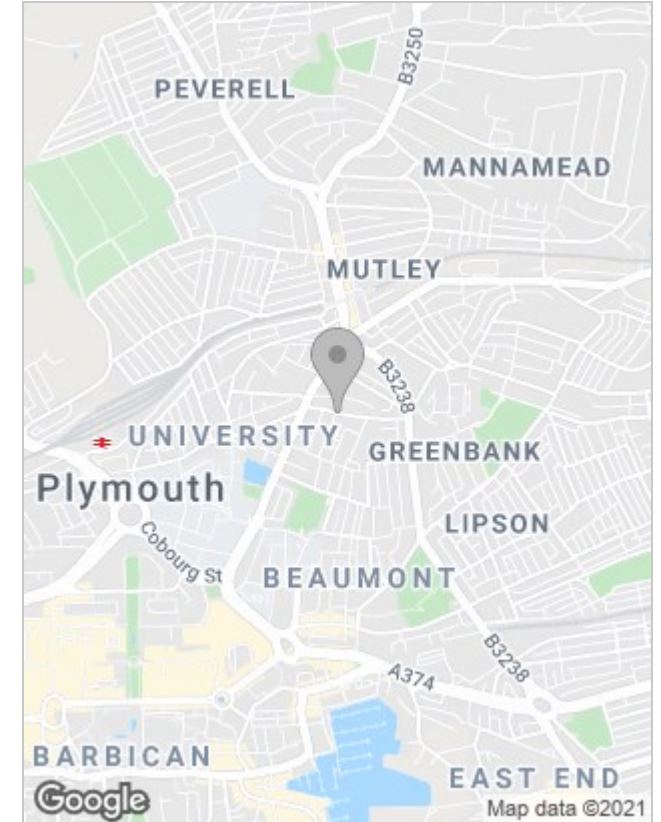 B3250
PEVERELL
MANNAMEAD
MUTLEY
B3238
UNIVERSITY
GREENBANK
Plymouth
LIPSON
Cobourg St
BEAUMONT
B3238
A374
BARBICAN
EAST END
Google
Map data ©2021